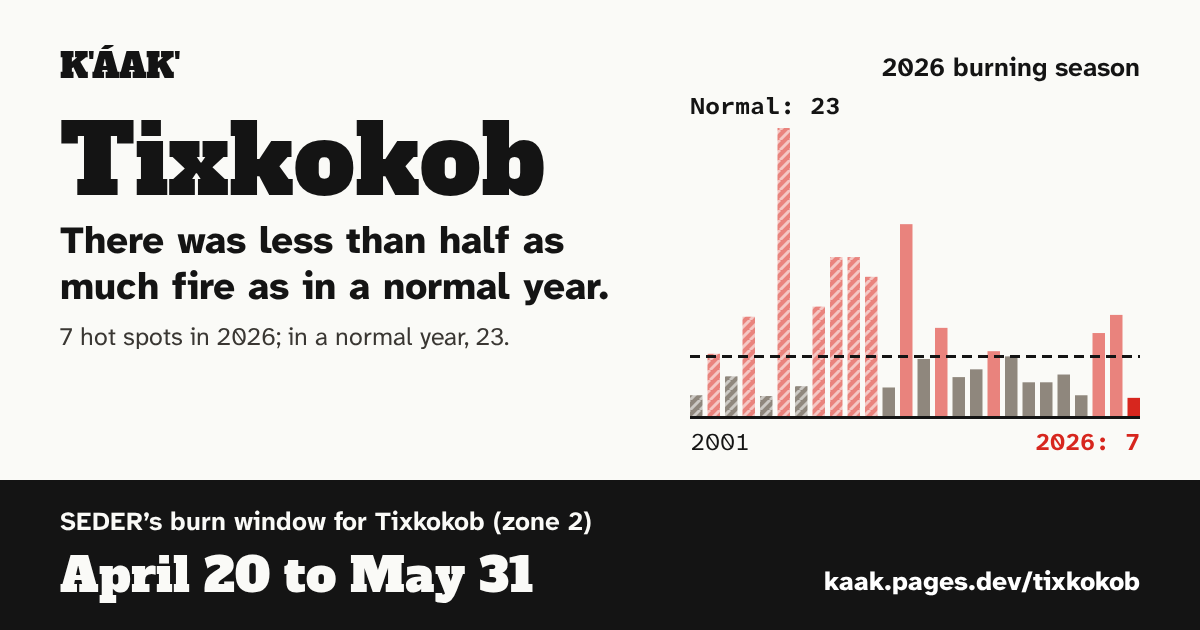 K'ÁAK'
Tixkokob
There was less than half as
much fire as in a normal year.
7 hot spots in 2026; in a normal year, 23.
2026 burning season
Normal: 23
2001
2026: 7
SEDER’s burn window for Tixkokob (zone 2)
April 20 to May 31
kaak.pages.dev/tixkokob